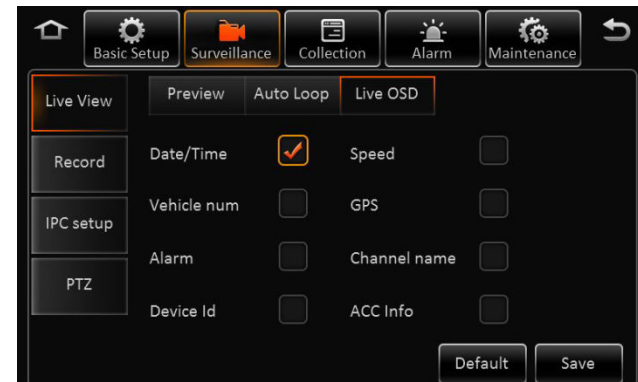 Basic Setup Surveillance Collection Alarm Maintenance
Live View Preview Auto Loop Live OSD
Record Date/Time Speed
Vehicle num GPS
IPC setup
Alarm Channel name
PTZ
Device Id ACC Info
Default Save